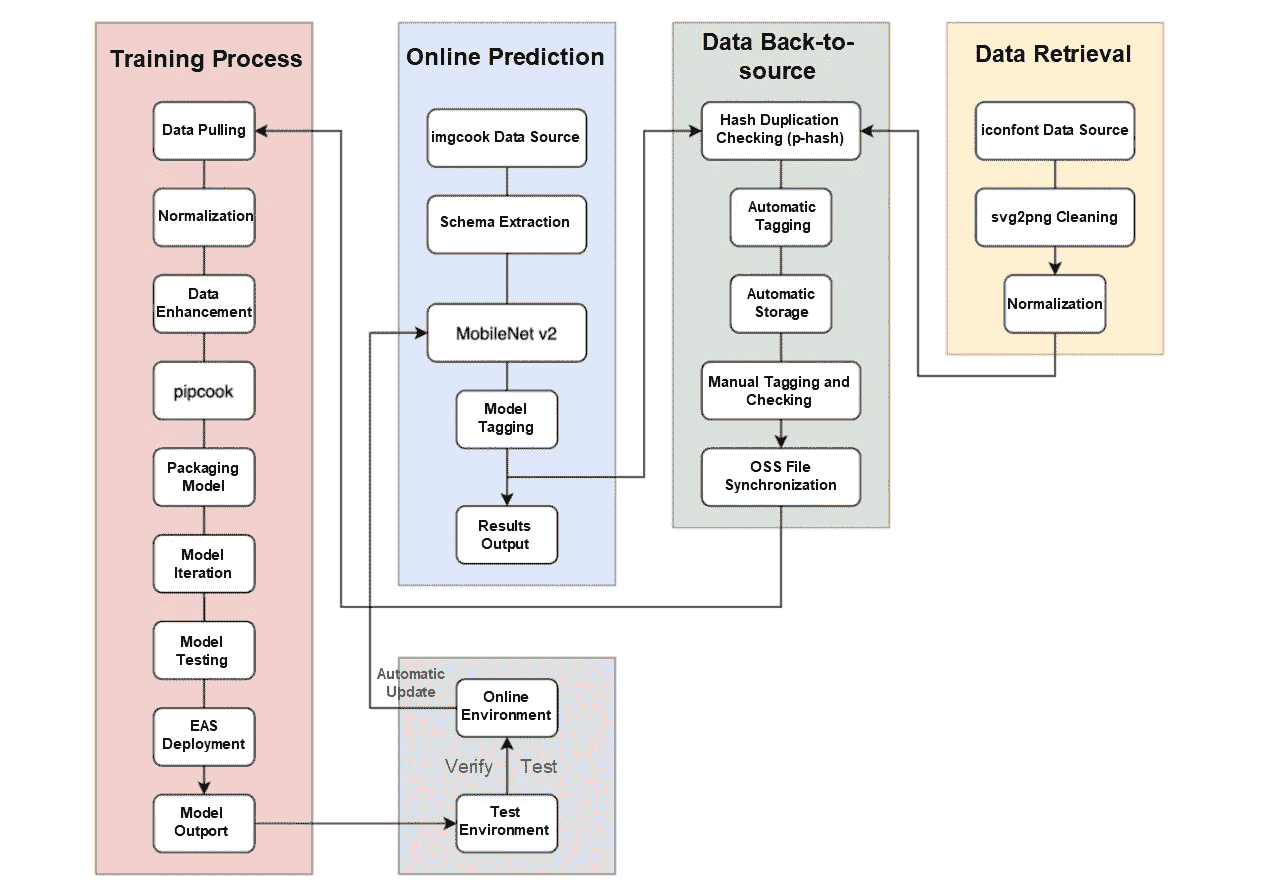 Training Process
Data Pulling
Normalization
Data
Enhancement
pipcook
Packaging
Model
Model
Iteration
Model
Testing
EAS
Deployment
Model
Outport
Online Prediction
imgcook Data Source
Schema Extraction
MobileNet v2
Model
Tagging
Results
Output
Automatic
Update
Online
Environment
Verify Test
Test
Environment
Data Back-to-
source
Hash Duplication
Checking (p-hash)
Automatic
Tagging
Automatic
Storage
Manual Tagging and
Checking
OSS File
Synchronization
Data Retrieval
iconfont Data Source
svg2png Cleaning
Normalization